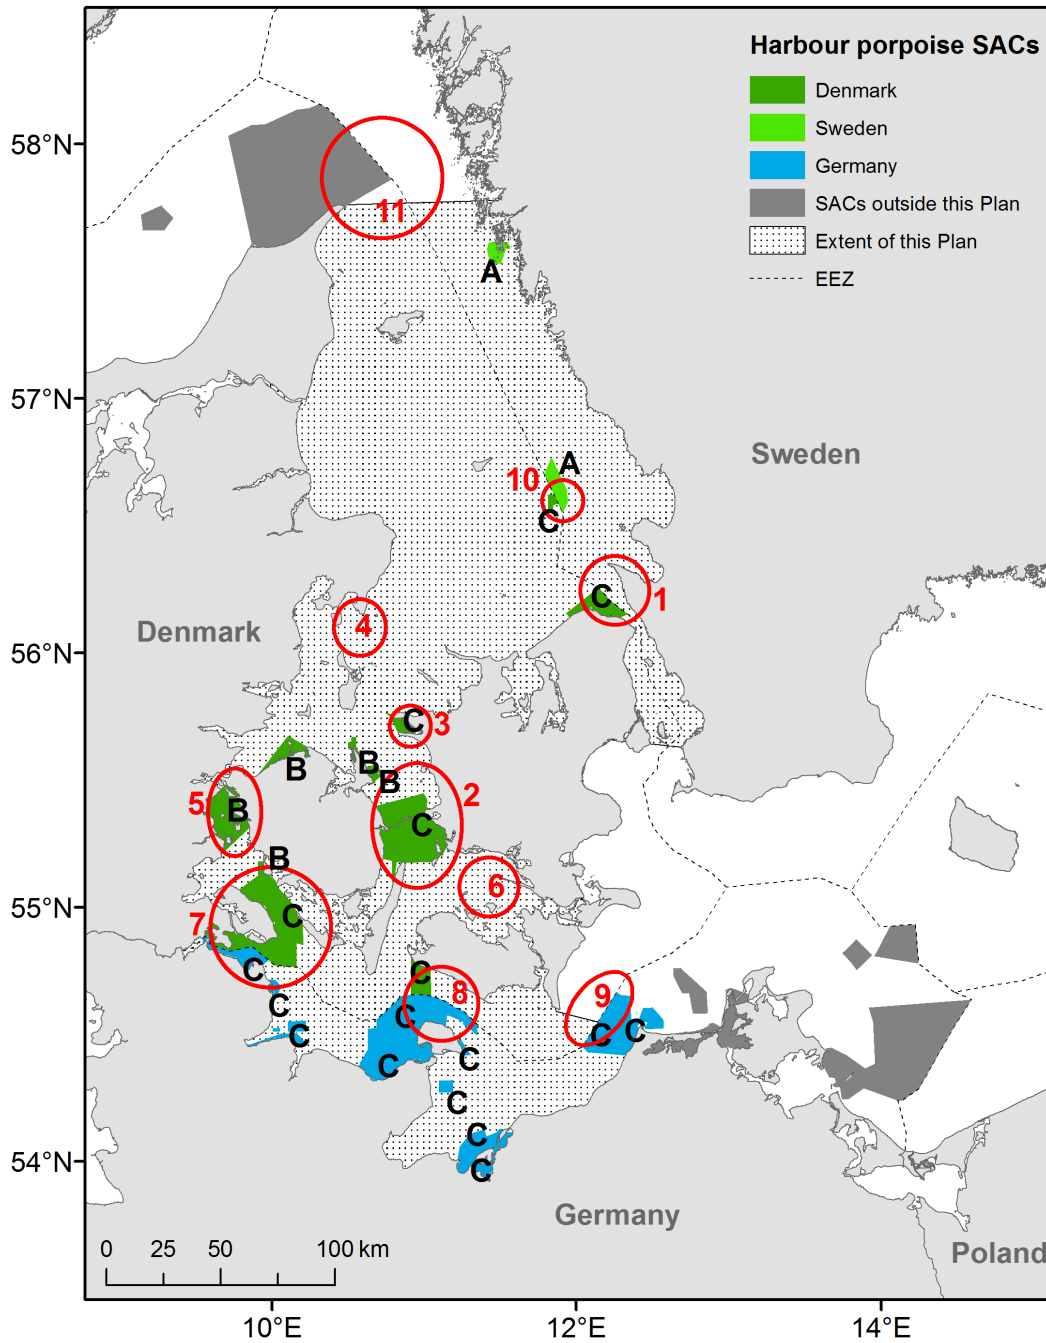 Harbour porpoise SACs
Denmark
Sweden
Germany
SACs outside this Plan
Extent of this Plan
EEZ
58°N
11
A
57°N
Sweden
10
A
C
C
1
Denmark
4
56°N
C
3
B
B
B
2
5
B
C
B
6
55°N
7
C
C
C
8
9
C
C
C
C
C
C
C
C
C
54°N
C
C
Germany
Poland
0
25
50
100 km
10°E
12°E
14°E